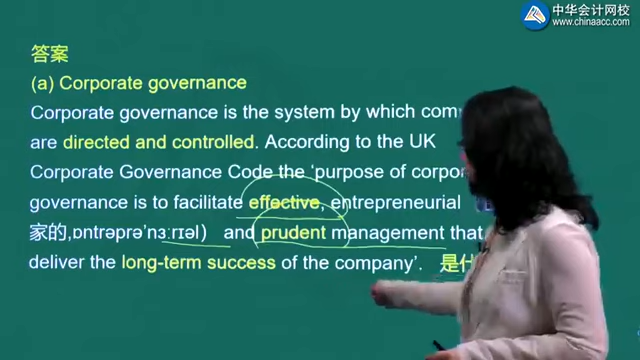 中华会计网校
www.chinaacc.com
答案
(a) Corporate governance
Corporate governance is the system by which
are directed and controlled. According to the UK
Corporate Governance Code the ‘purpose of
governance is to facilitate effective, entrepreneurial
家的,ɒntrəprə'nɜːrɪəl） and prudent management that
deliver the long-term success of the company’. 是什